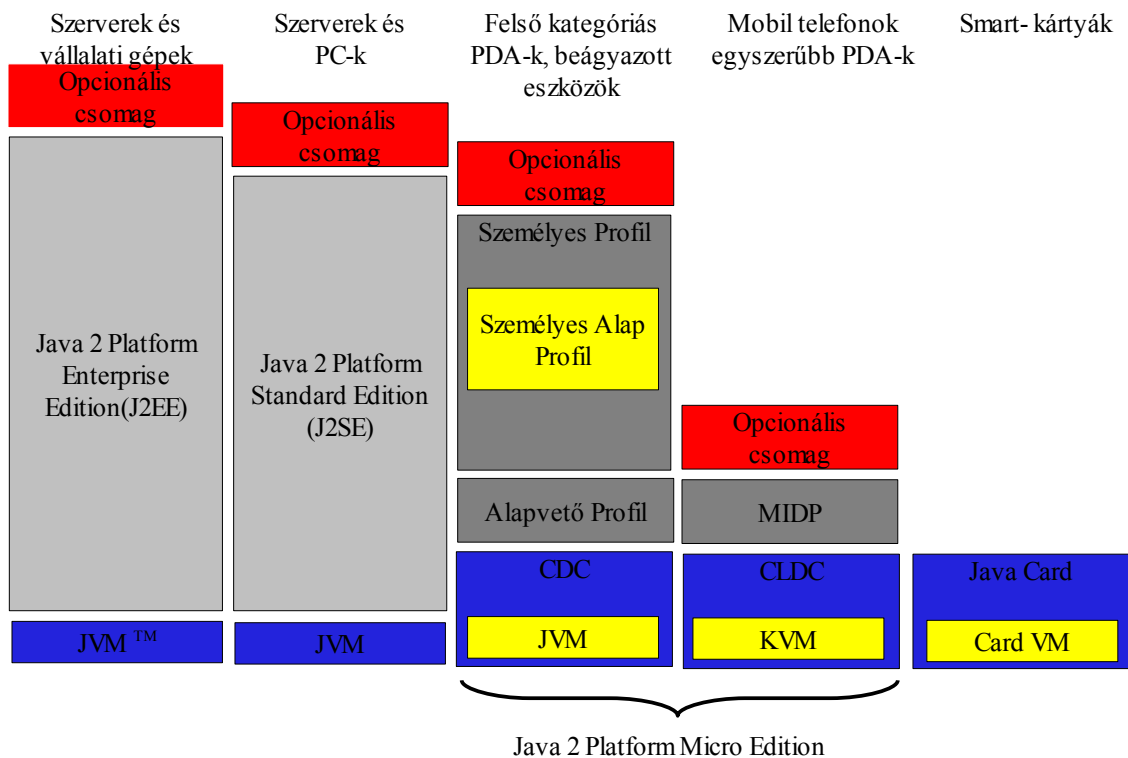 Szerverek és
vállalati gépek
Szerverek és
PC-k
Felső kategóriás
PDA-k, beágyazott
eszközök
Mobil telefonok
egyszerűbb PDA-k
Smart- kártyák
Opcionális
csomag
Java 2 Platform
Enterprise
Edition(J2EE)
JVM TM
Opcionális
csomag
Java 2 Platform
Standard Edition
(J2SE)
JVM
Opcionális
csomag
Személyes Profil
Személyes Alap
Profil
Alapvető Profil
CDC
JVM
Opcionális
csomag
MIDP
CLDC
KVM
Java Card
Card VM
Java 2 Platform Micro Edition